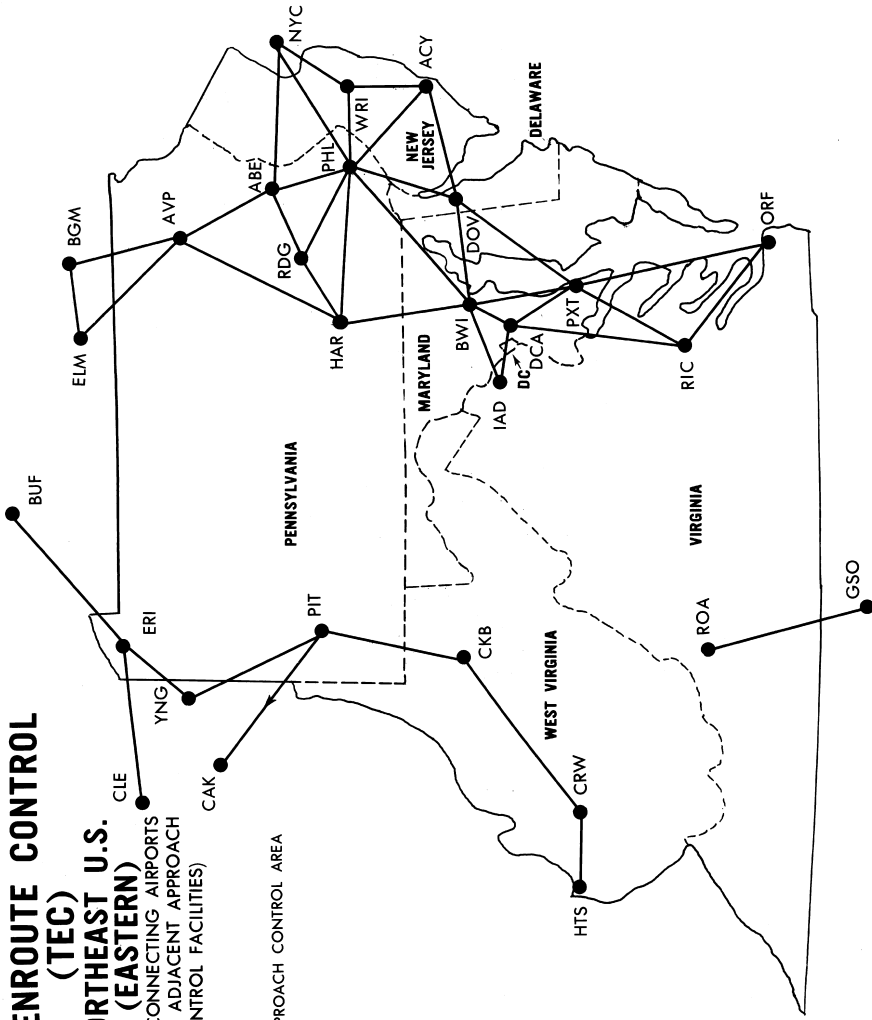 ENROUTE CONTROL
(TEC)
ORTHEAST U.S.
(EASTERN)
CONNECTING AIRPORTS
ADJACENT APPROACH
NTROL FACILITIES)
PROACH CONTROL AREA
BUF
BGM
ELM
AVP
NYC
ABE
RDG
PHL
WRI
ACY
HAR
ERI
YNG
CLE
CAK
PIT
PENNSYLVANIA
NEW
JERSEY
DELAWARE
DOV
MARYLAND
BWI
DC
DCA
IAD
PXT
ORF
RIC
CKB
WEST VIRGINIA
CRW
HTS
VIRGINIA
ROA
GSO